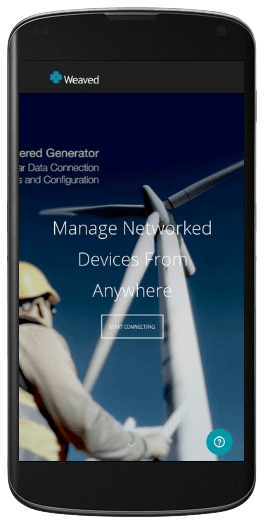 Weaved
ered Generator
ar Data Connection
s and Configuration
Manage Networked
Devices From
Anywhere
START CONNECTING